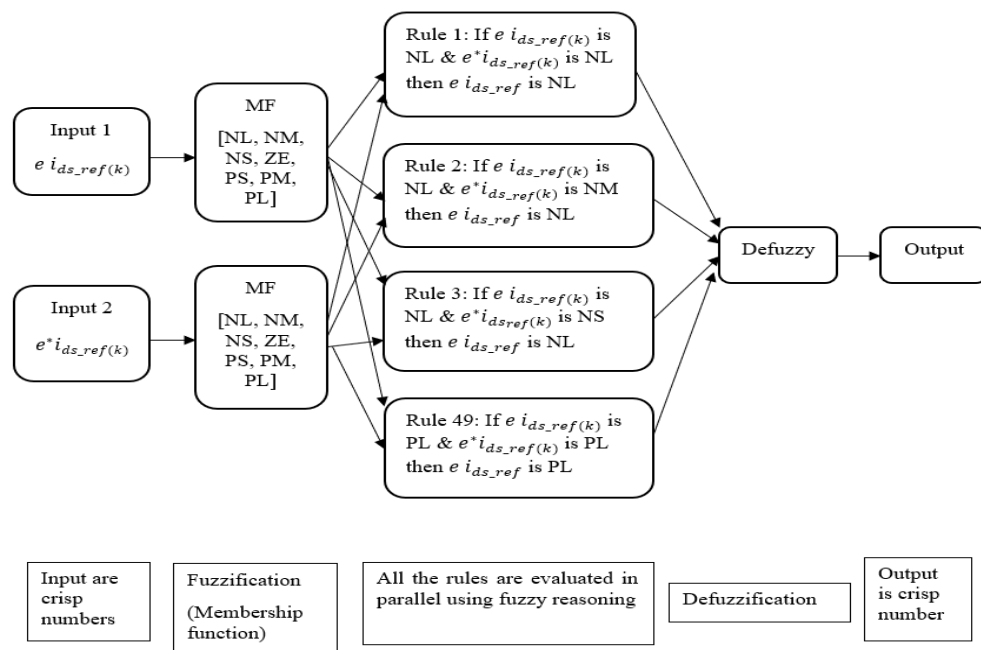 Input 1
e i_ds_ref(k)
MF
[NL, NM,
NS, ZE,
PS, PM,
PL]
Input 2
e*i_ds_ref(k)
MF
[NL, NM,
NS, ZE,
PS, PM,
PL]
Rule 1: If e i_ds_ref(k) is
NL & e*i_ds_ref(k) is NL
then e i_ds_ref is NL
Rule 2: If e i_ds_ref(k) is
NL & e*i_ds_ref(k) is NM
then e i_ds_ref is NL
Rule 3: If e i_ds_ref(k) is
NL & e*i_dsref(k) is NS
then e i_ds_ref is NL
Rule 49: If e i_ds_ref(k) is
PL & e*i_ds_ref(k) is PL
then e i_ds_ref is PL
Defuzzy
Output
Input are
crisp
numbers
Fuzzification
(Membership
function)
All the rules are evaluated in
parallel using fuzzy reasoning
Defuzzification
Output
is crisp
number